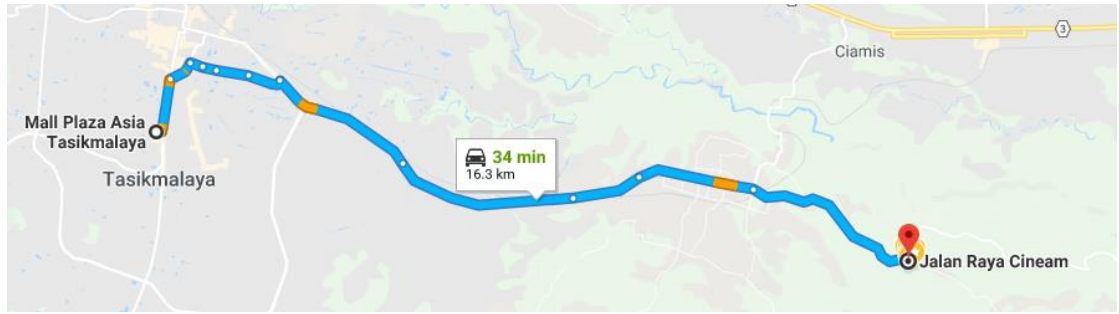 Ciamis
3
Mall Plaza Asia
Tasikmalaya
Tasikmalaya
34 min
16.3 km
Jalan Raya Cineam